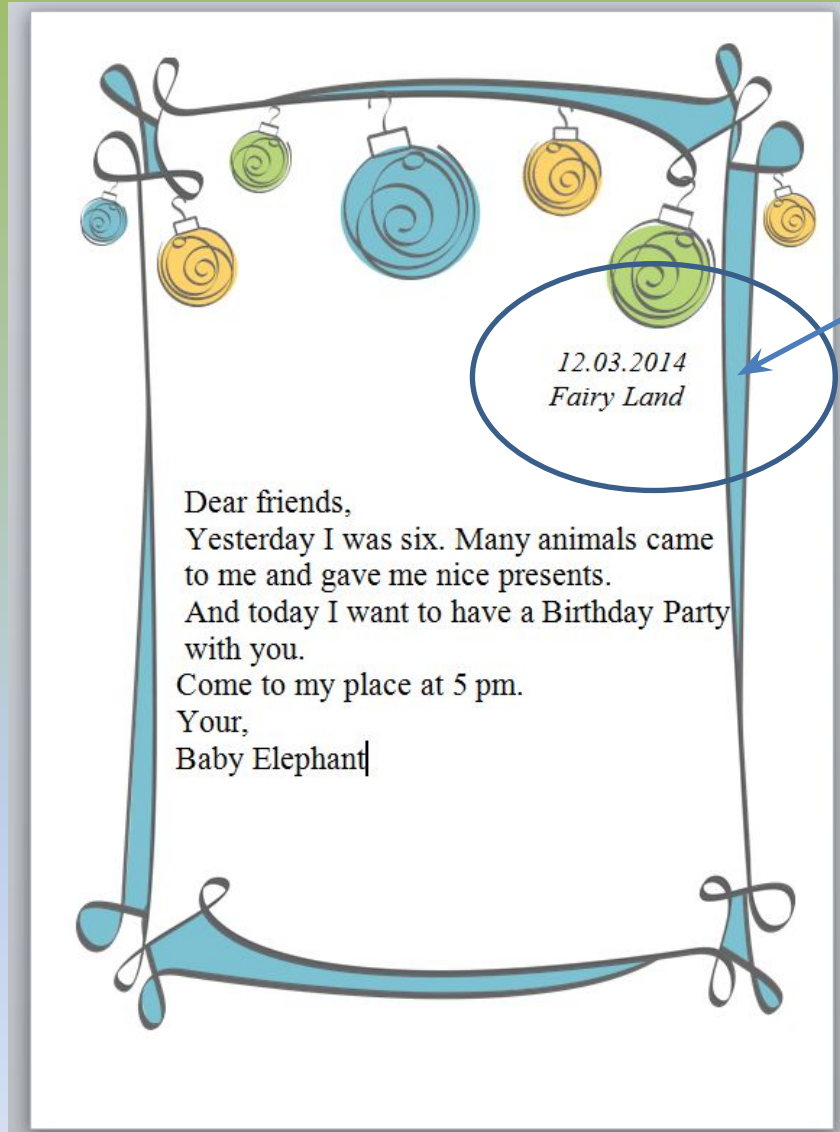 12.03.2014
Fairy Land
Dear friends,
Yesterday I was six. Many animals came
to me and gave me nice presents.
And today I want to have a Birthday Party
with you.
Come to my place at 5 pm.
Your,
Baby Elephant